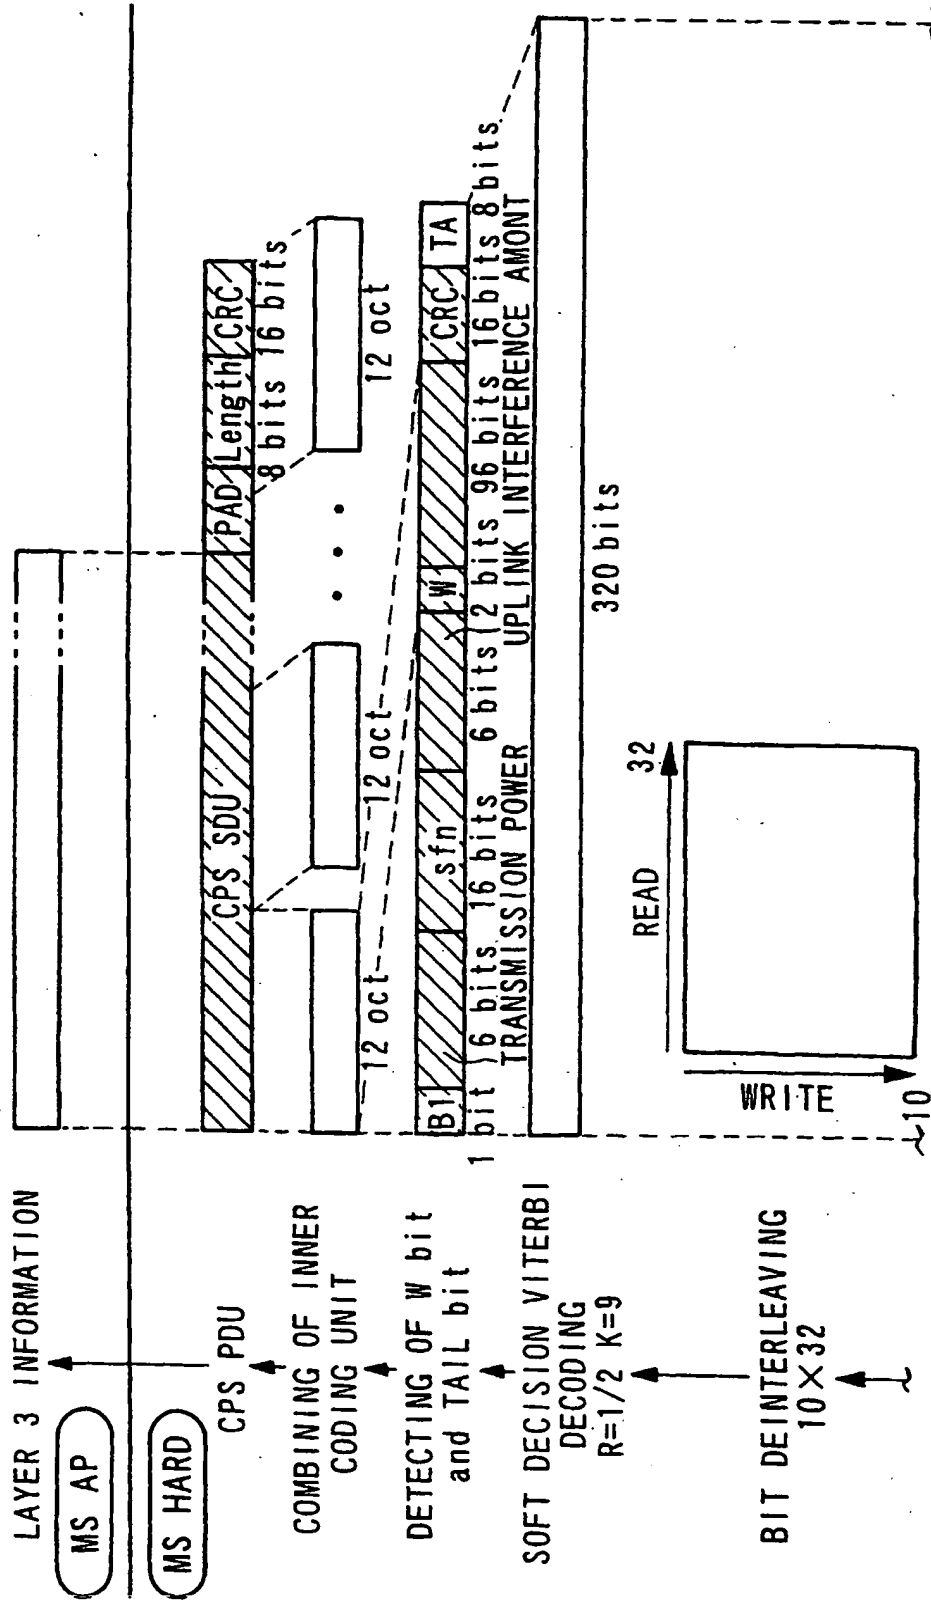 LAYER 3 INFORMATION
MS AP
MS HARD
CPS PDU
CPS SDU
PAD
Length
CRC
8 bits
16 bits
COMBINING OF INNER
CODING UNIT
12 oct
12 oct
12 oct
DETECTING OF W bit
and TAIL bit
B1
sfn
W
CRC
TA
1 bit
6 bits
16 bits
6 bits
2 bits
96 bits
16 bits
8 bits
TRANSMISSION POWER
UPLINK INTERFERENCE AMONT
SOFT DECISION VITERBI
DECODING
R=1/2 K=9
320 bits
BIT DEINTERLEAVING
10×32
READ
32
WRITE
10